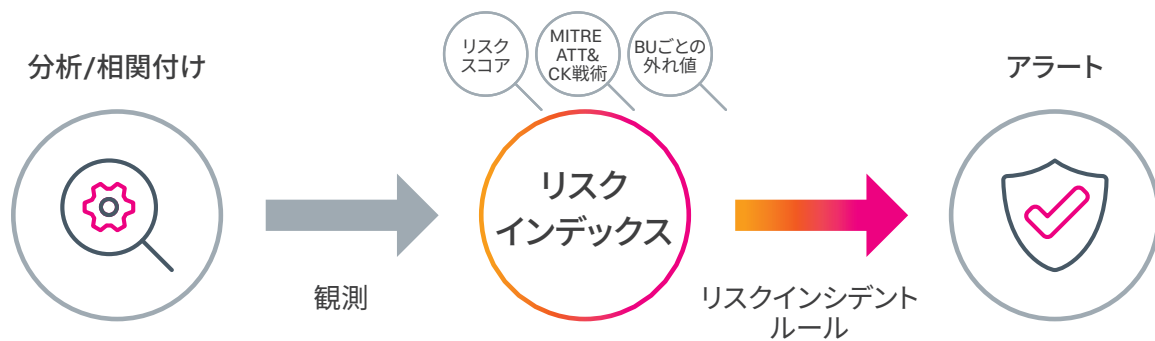 分析/相関付け
観測
リスク
スコア
MITRE
ATT&
CK戦術
BUごとの
外れ値
リスク
インデックス
リスクインシデント
ルール
アラート